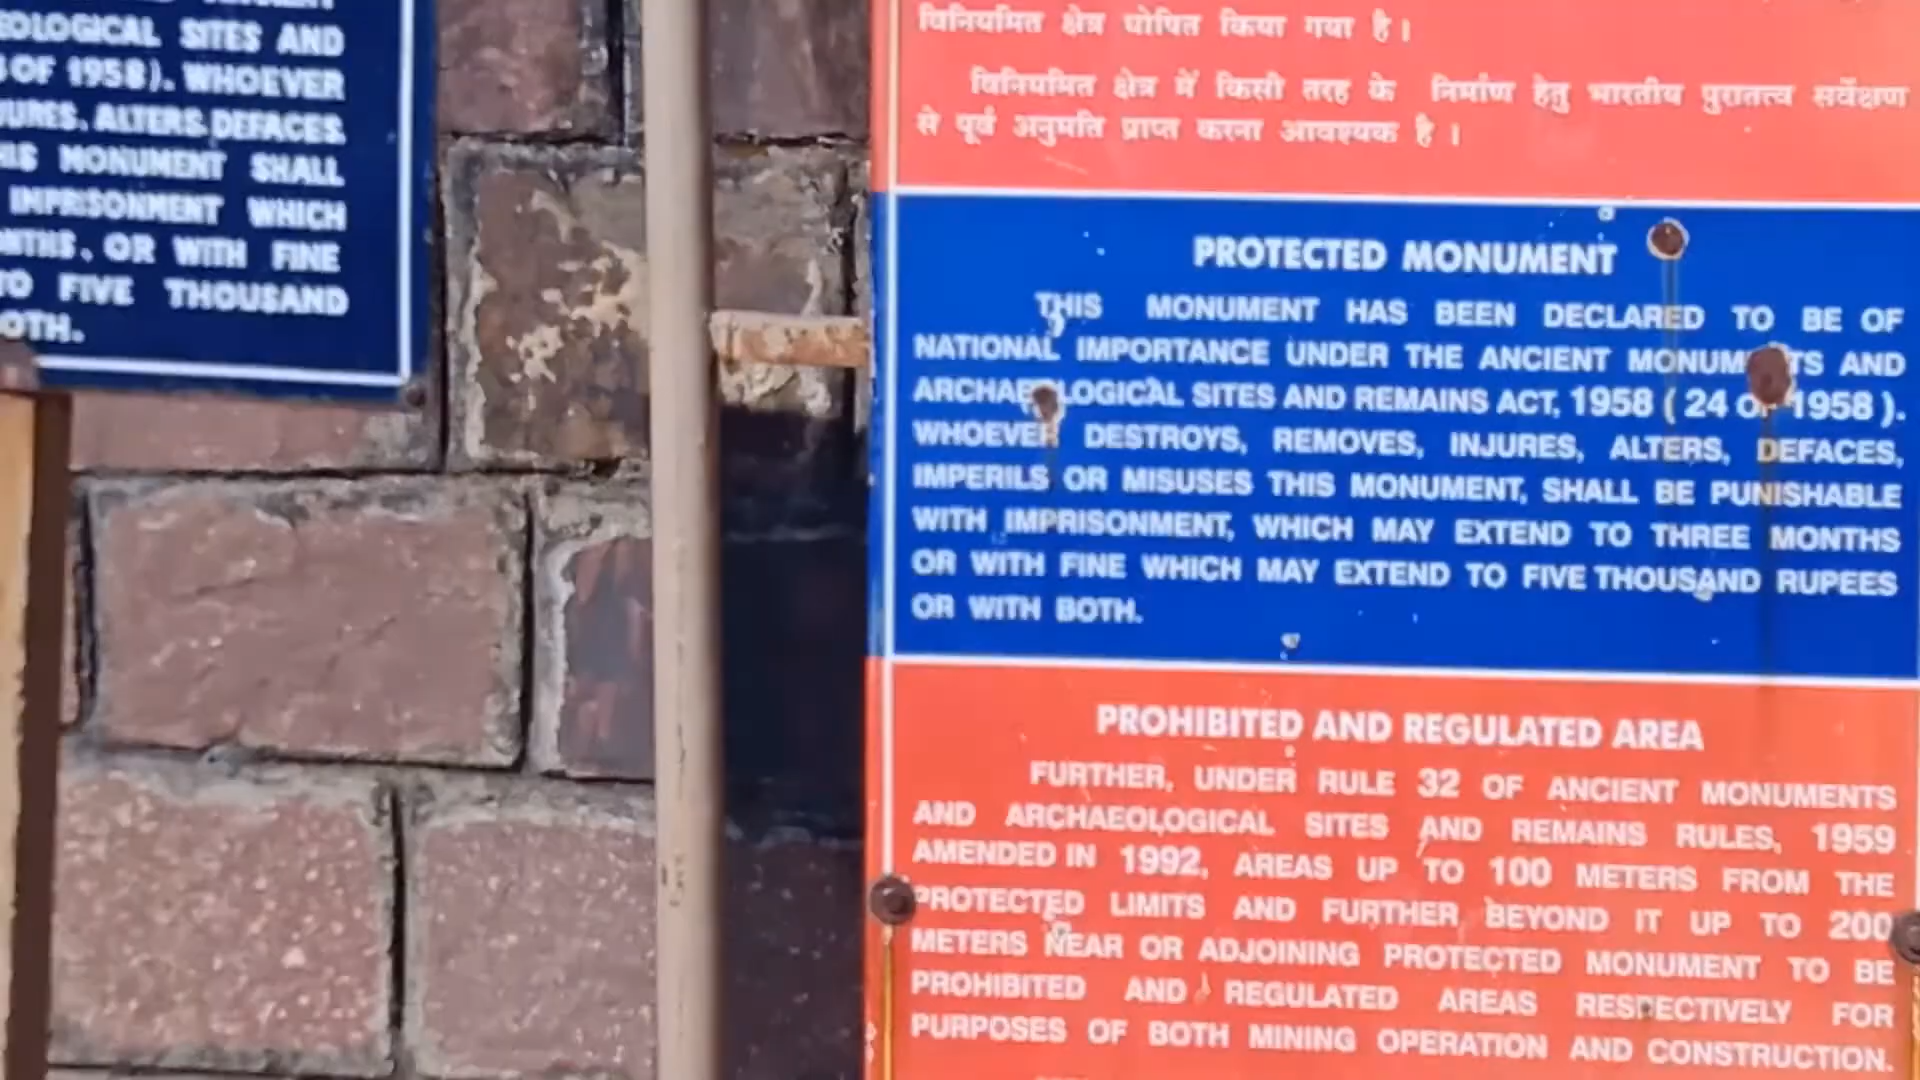 EOLOGICAL SITES AND
OF 1958). WHOEVER
JURES, ALTERS, DEFACES,
HIS MONUMENT SHALL
IMPRISONMENT WHICH
ONTHS, OR WITH FINE
TO FIVE THOUSAND
OTH.
विनियमित क्षेत्र घोषित किया गया है।
विनियमित क्षेत्र में किसी तरह के निर्माण हेतु भारतीय पुरातत्व सर्वेक्षण
से पूर्व अनुमति प्राप्त करना आवश्यक है ।
PROTECTED MONUMENT
THIS MONUMENT HAS BEEN DECLARED TO BE OF
NATIONAL IMPORTANCE UNDER THE ANCIENT MONUMENTS AND
ARCHAEOLOGICAL SITES AND REMAINS ACT, 1958 ( 24 OF 1958 ).
WHOEVER DESTROYS, REMOVES, INJURES, ALTERS, DEFACES,
IMPERILS OR MISUSES THIS MONUMENT, SHALL BE PUNISHABLE
WITH IMPRISONMENT, WHICH MAY EXTEND TO THREE MONTHS
OR WITH FINE WHICH MAY EXTEND TO FIVE THOUSAND RUPEES
OR WITH BOTH.
PROHIBITED AND REGULATED AREA
FURTHER, UNDER RULE 32 OF ANCIENT MONUMENTS
AND ARCHAEOLOGICAL SITES AND REMAINS RULES, 1959
AMENDED IN 1992, AREAS UP TO 100 METERS FROM THE
PROTECTED LIMITS AND FURTHER BEYOND IT UP TO 200
METERS NEAR OR ADJOINING PROTECTED MONUMENT TO BE
PROHIBITED AND REGULATED AREAS RESPECTIVELY FOR
PURPOSES OF BOTH MINING OPERATION AND CONSTRUCTION.